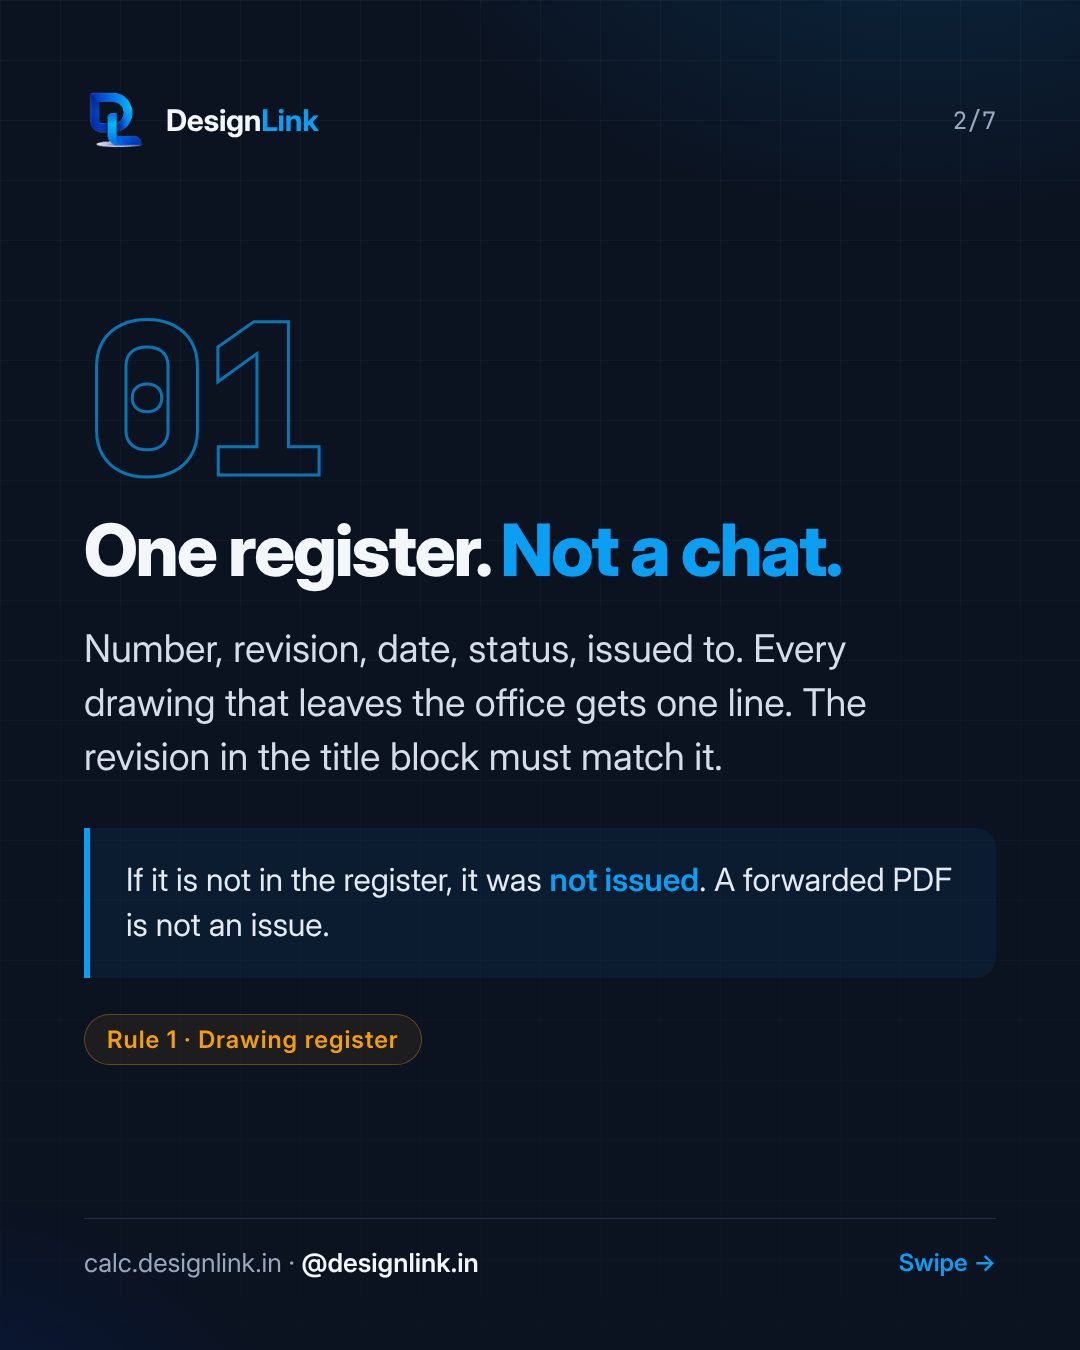 DesignLink
2/7
01
One register. Not a chat.
Number, revision, date, status, issued to. Every
drawing that leaves the office gets one line. The
revision in the title block must match it.
If it is not in the register, it was not issued. A forwarded PDF
is not an issue.
Rule 1 · Drawing register
calc.designlink.in · @designlink.in
Swipe →